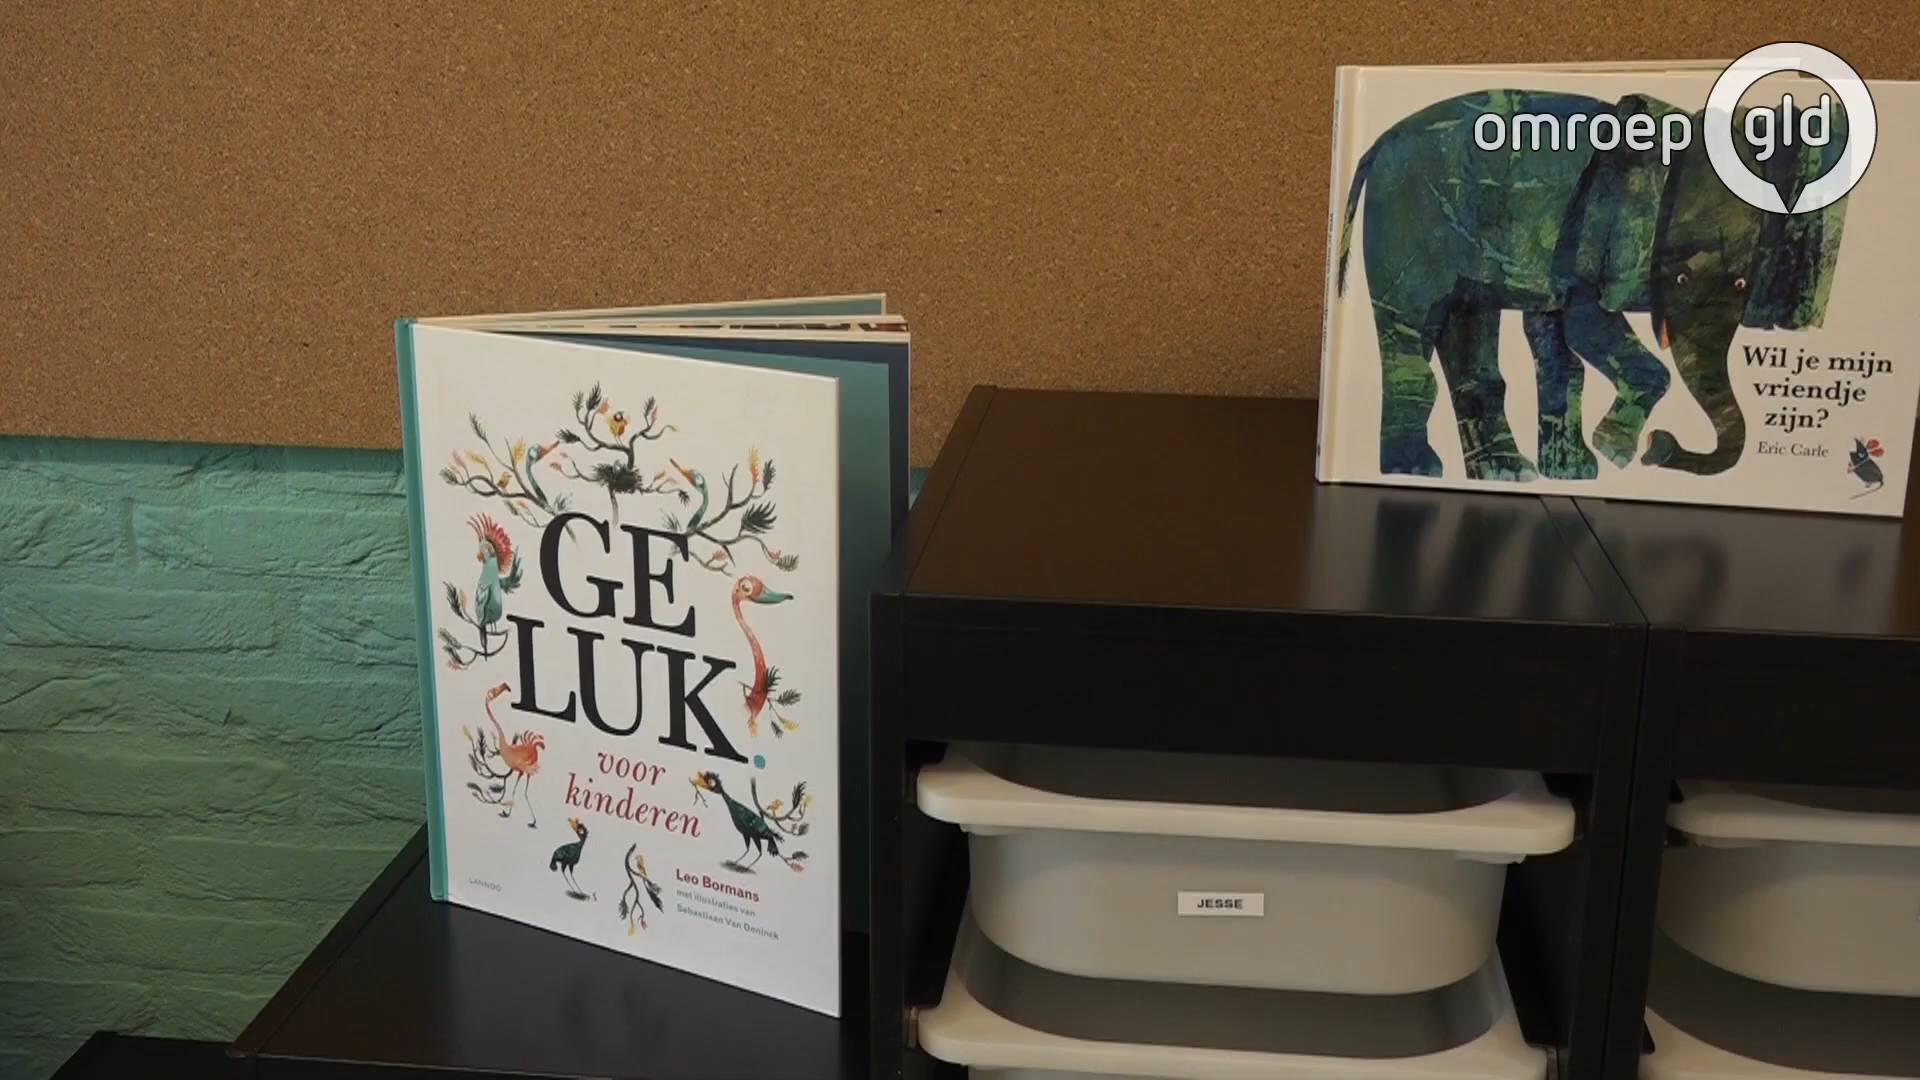 omroep gld
Wil je mijn
vriendje
zijn?
Eric Carle
GE
LUK.
voor
kinderen
Leo Bormans
met illustraties van
Sebastiaan Van Doninck
LANNOO
JESSE